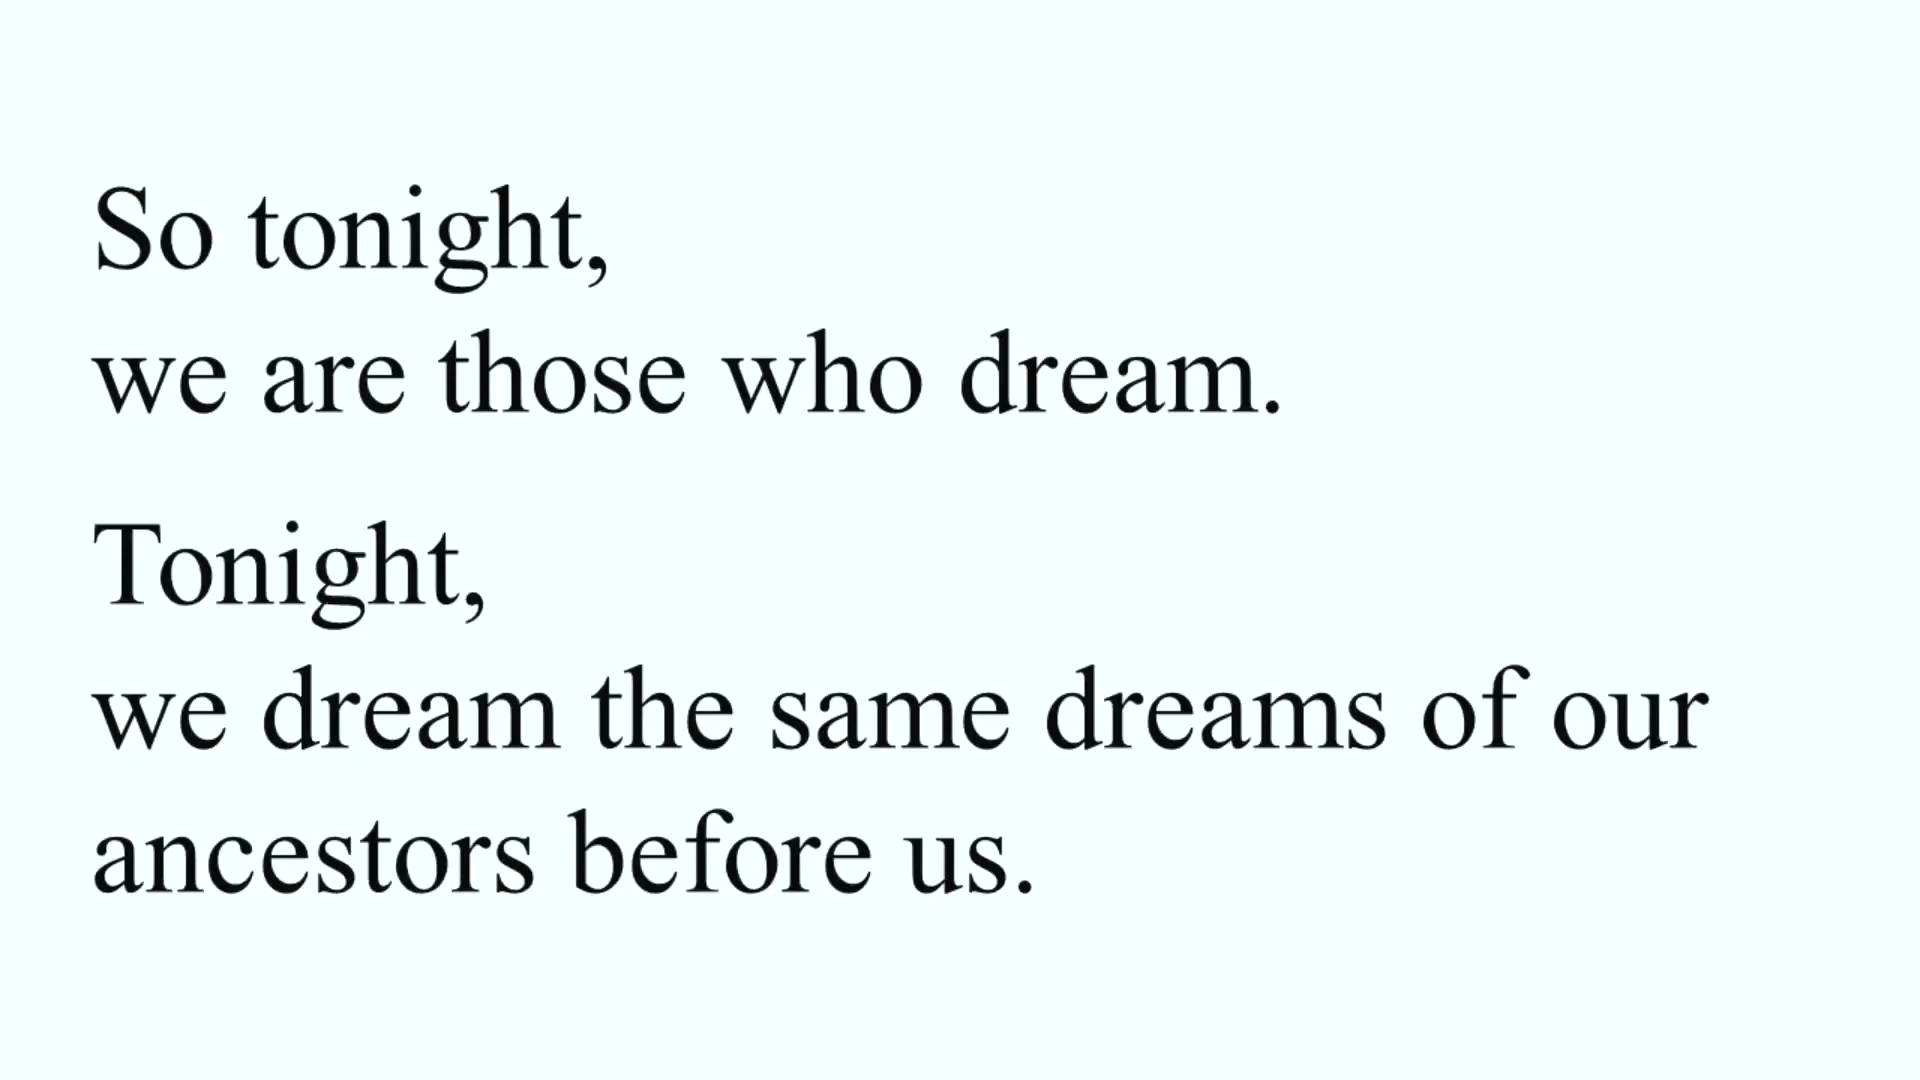 So tonight,
we are those who dream.
Tonight,
we dream the same dreams of our
ancestors before us.